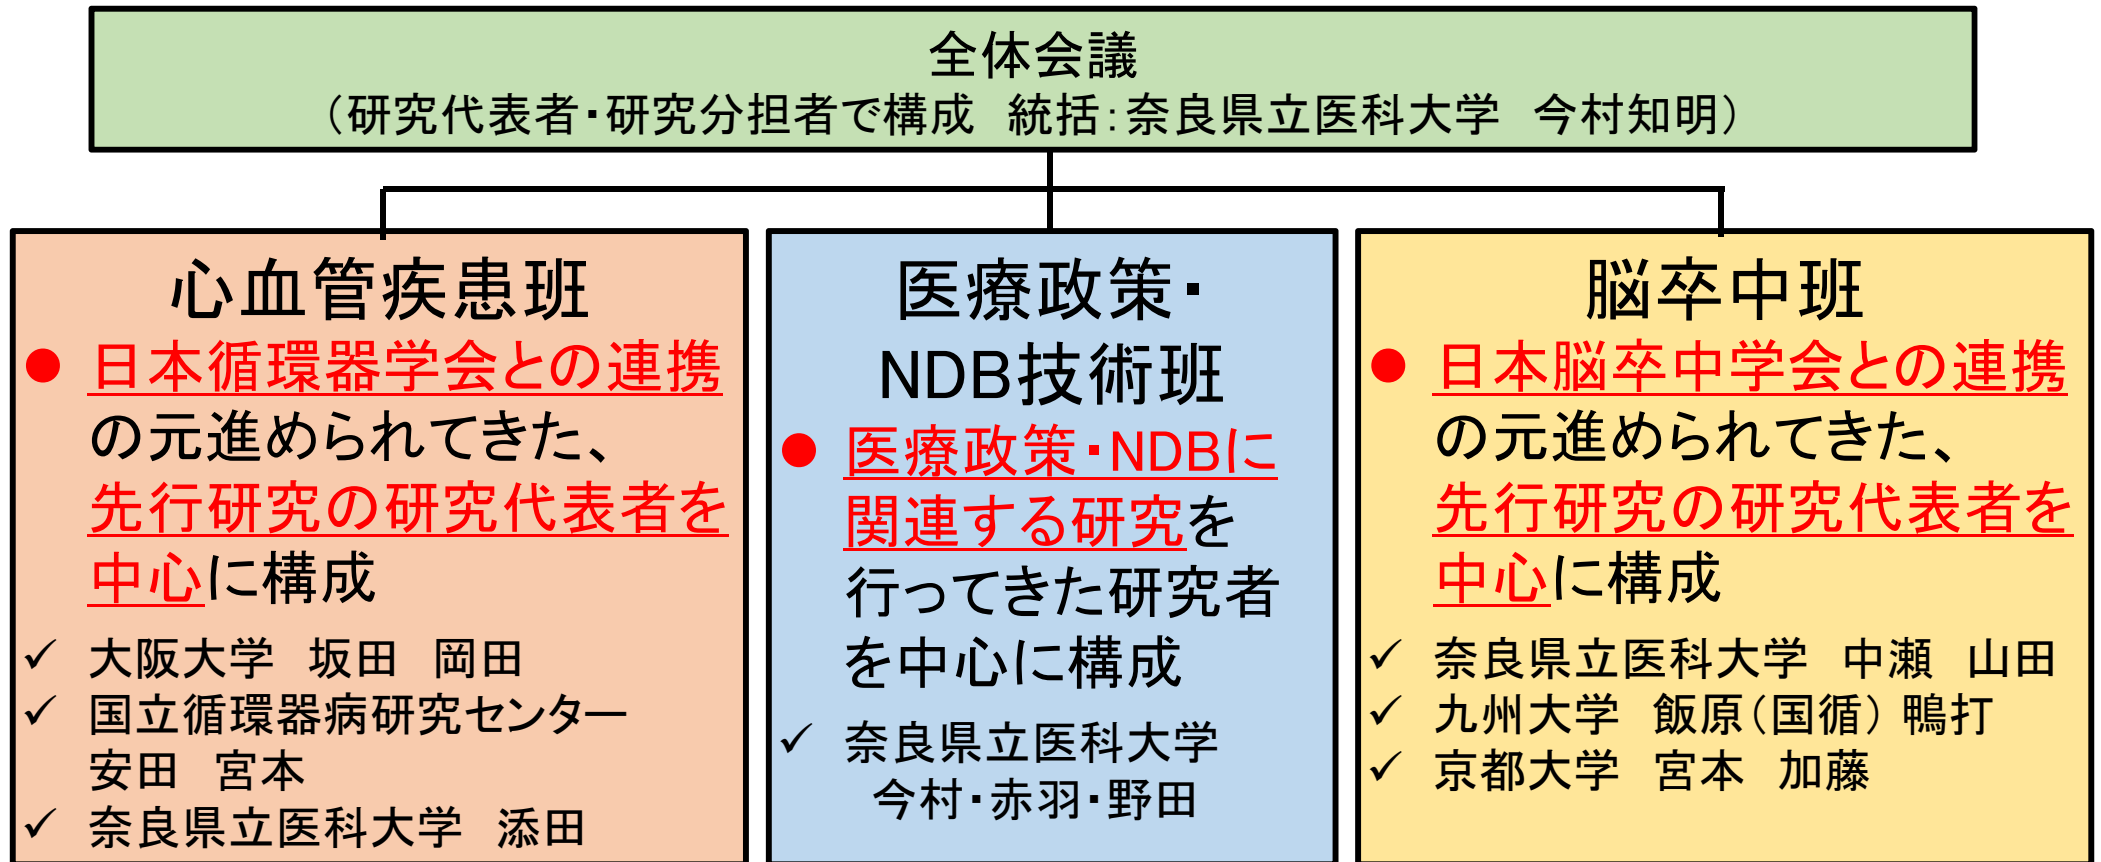 全体会議
（研究代表者・研究分担者で構成　統括：奈良県立医科大学　今村知明）
心血管疾患班
● 日本循環器学会との連携
の元進められてきた、
先行研究の研究代表者を
中心に構成
✓ 大阪大学　坂田　岡田
✓ 国立循環器病研究センター
安田　宮本
✓ 奈良県立医科大学　添田
医療政策・
NDB技術班
● 医療政策・NDBに
関連する研究を
行ってきた研究者
を中心に構成
✓ 奈良県立医科大学
今村・赤羽・野田
脳卒中班
● 日本脳卒中学会との連携
の元進められてきた、
先行研究の研究代表者を
中心に構成
✓ 奈良県立医科大学　中瀬　山田
✓ 九州大学　飯原（国循）鴨打
✓ 京都大学　宮本　加藤